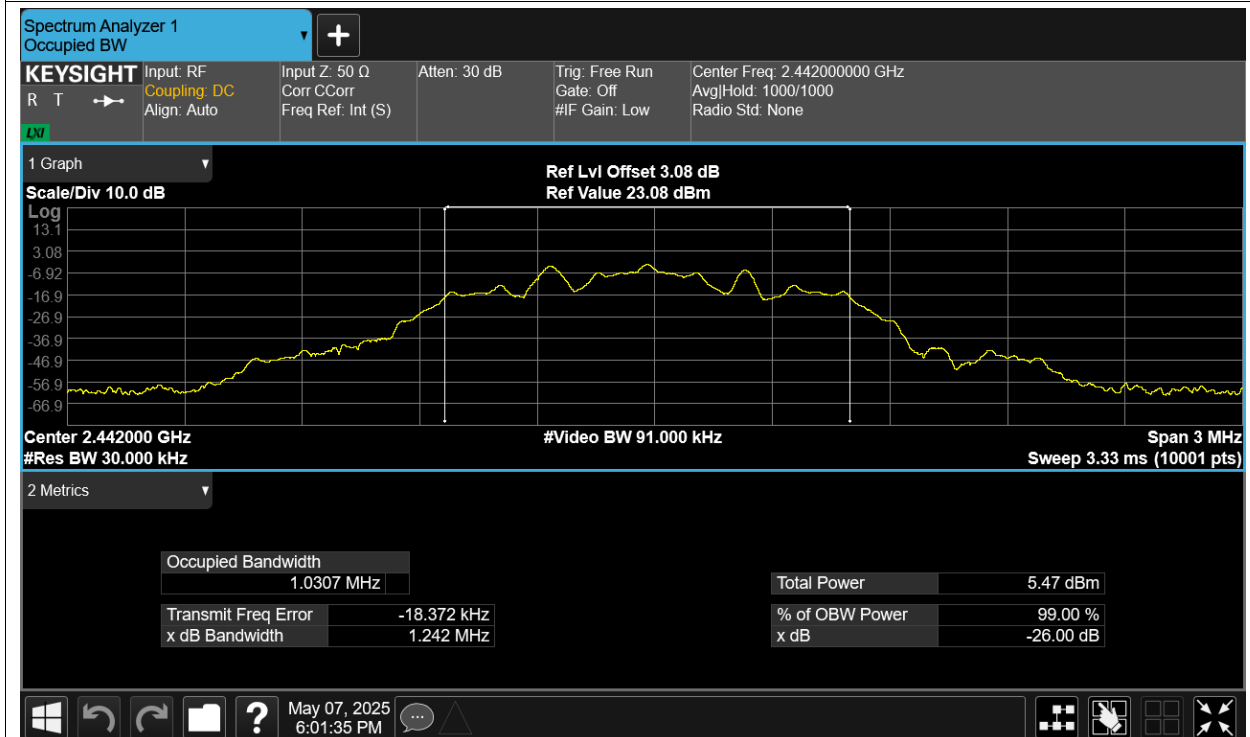 Spectrum Analyzer 1
Occupied BW
KEYSIGHT
R T
LXI
Input: RF
Coupling: DC
Align: Auto
Input Z: 50 Ω
Corr CCorr
Freq Ref: Int (S)
Atten: 30 dB
Trig: Free Run
Gate: Off
#IF Gain: Low
Center Freq: 2.442000000 GHz
Avg|Hold: 1000/1000
Radio Std: None
1 Graph
Scale/Div 10.0 dB
Ref Lvl Offset 3.08 dB
Ref Value 23.08 dBm
Log
13.1
3.08
-6.92
-16.9
-26.9
-36.9
-46.9
-56.9
-66.9
Center 2.442000 GHz
#Res BW 30.000 kHz
#Video BW 91.000 kHz
Span 3 MHz
Sweep 3.33 ms (10001 pts)
2 Metrics
Occupied Bandwidth
1.0307 MHz
Transmit Freq Error -18.372 kHz
x dB Bandwidth 1.242 MHz
Total Power 5.47 dBm
% of OBW Power 99.00 %
x dB -26.00 dB
?
May 07, 2025
6:01:35 PM